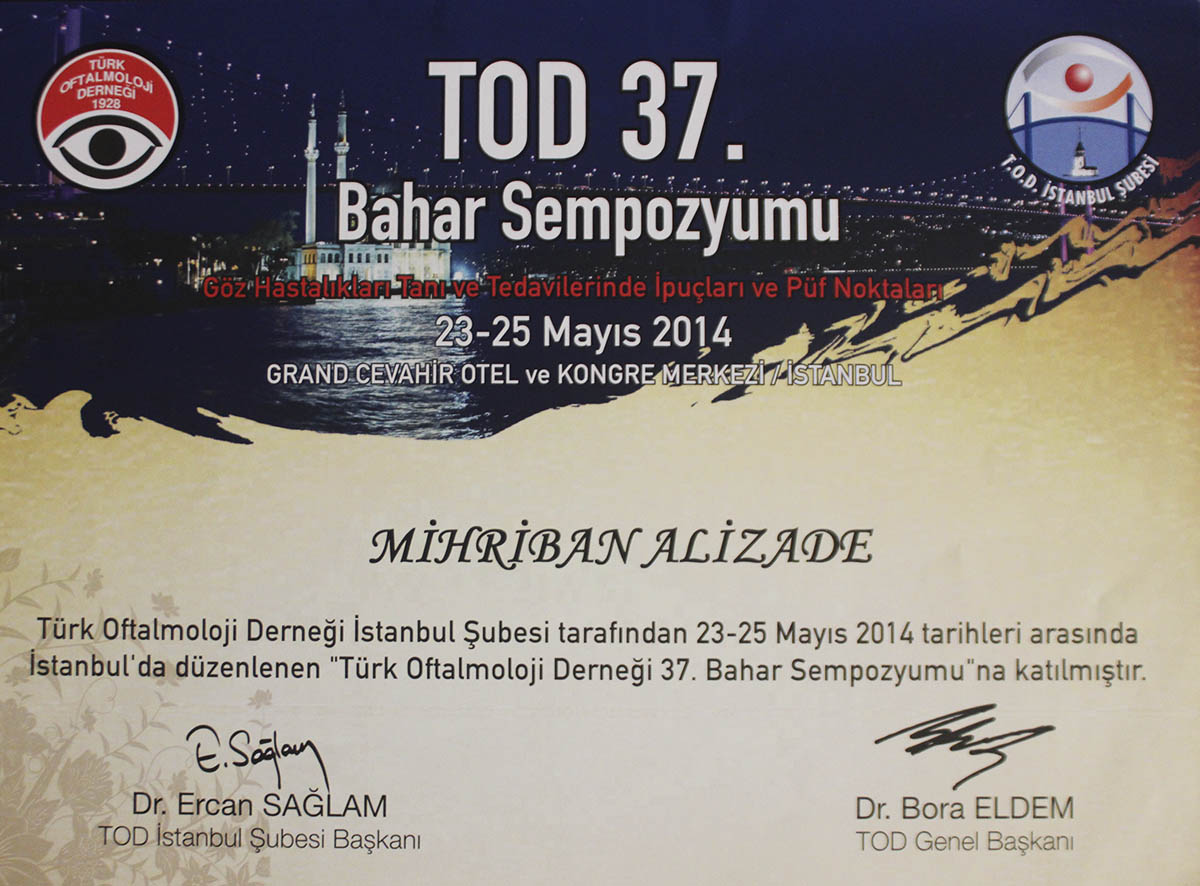 TÜRK
OFTALMOLOJİ
DERNEĞİ
1928
TOD 37.
T.O.D. İSTANBUL ŞUBESİ
Bahar Sempozyumu
Göz Hastalıkları Tanı ve Tedavilerinde İpuçları ve Püf Noktaları
23-25 Mayıs 2014
GRAND CEVAHİR OTEL ve KONGRE MERKEZİ / İSTANBUL
MİHRİBAN ALİZADE
Türk Oftalmoloji Derneği İstanbul Şubesi tarafından 23-25 Mayıs 2014 tarihleri arasında
İstanbul'da düzenlenen "Türk Oftalmoloji Derneği 37. Bahar Sempozyumu"na katılmıştır.
E. Sağlam
Dr. Ercan SAĞLAM
TOD İstanbul Şubesi Başkanı
Dr. Bora ELDEM
TOD Genel Başkanı